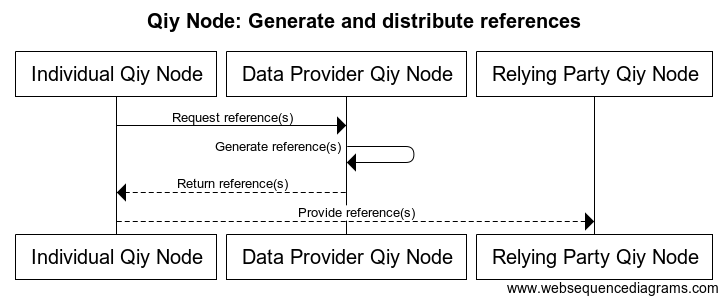 Qiy Node: Generate and distribute references
Individual Qiy Node
Data Provider Qiy Node
Relying Party Qiy Node
Request reference(s)
Generate reference(s)
Return reference(s)
Provide reference(s)
Individual Qiy Node
Data Provider Qiy Node
Relying Party Qiy Node
www.websequencediagrams.com